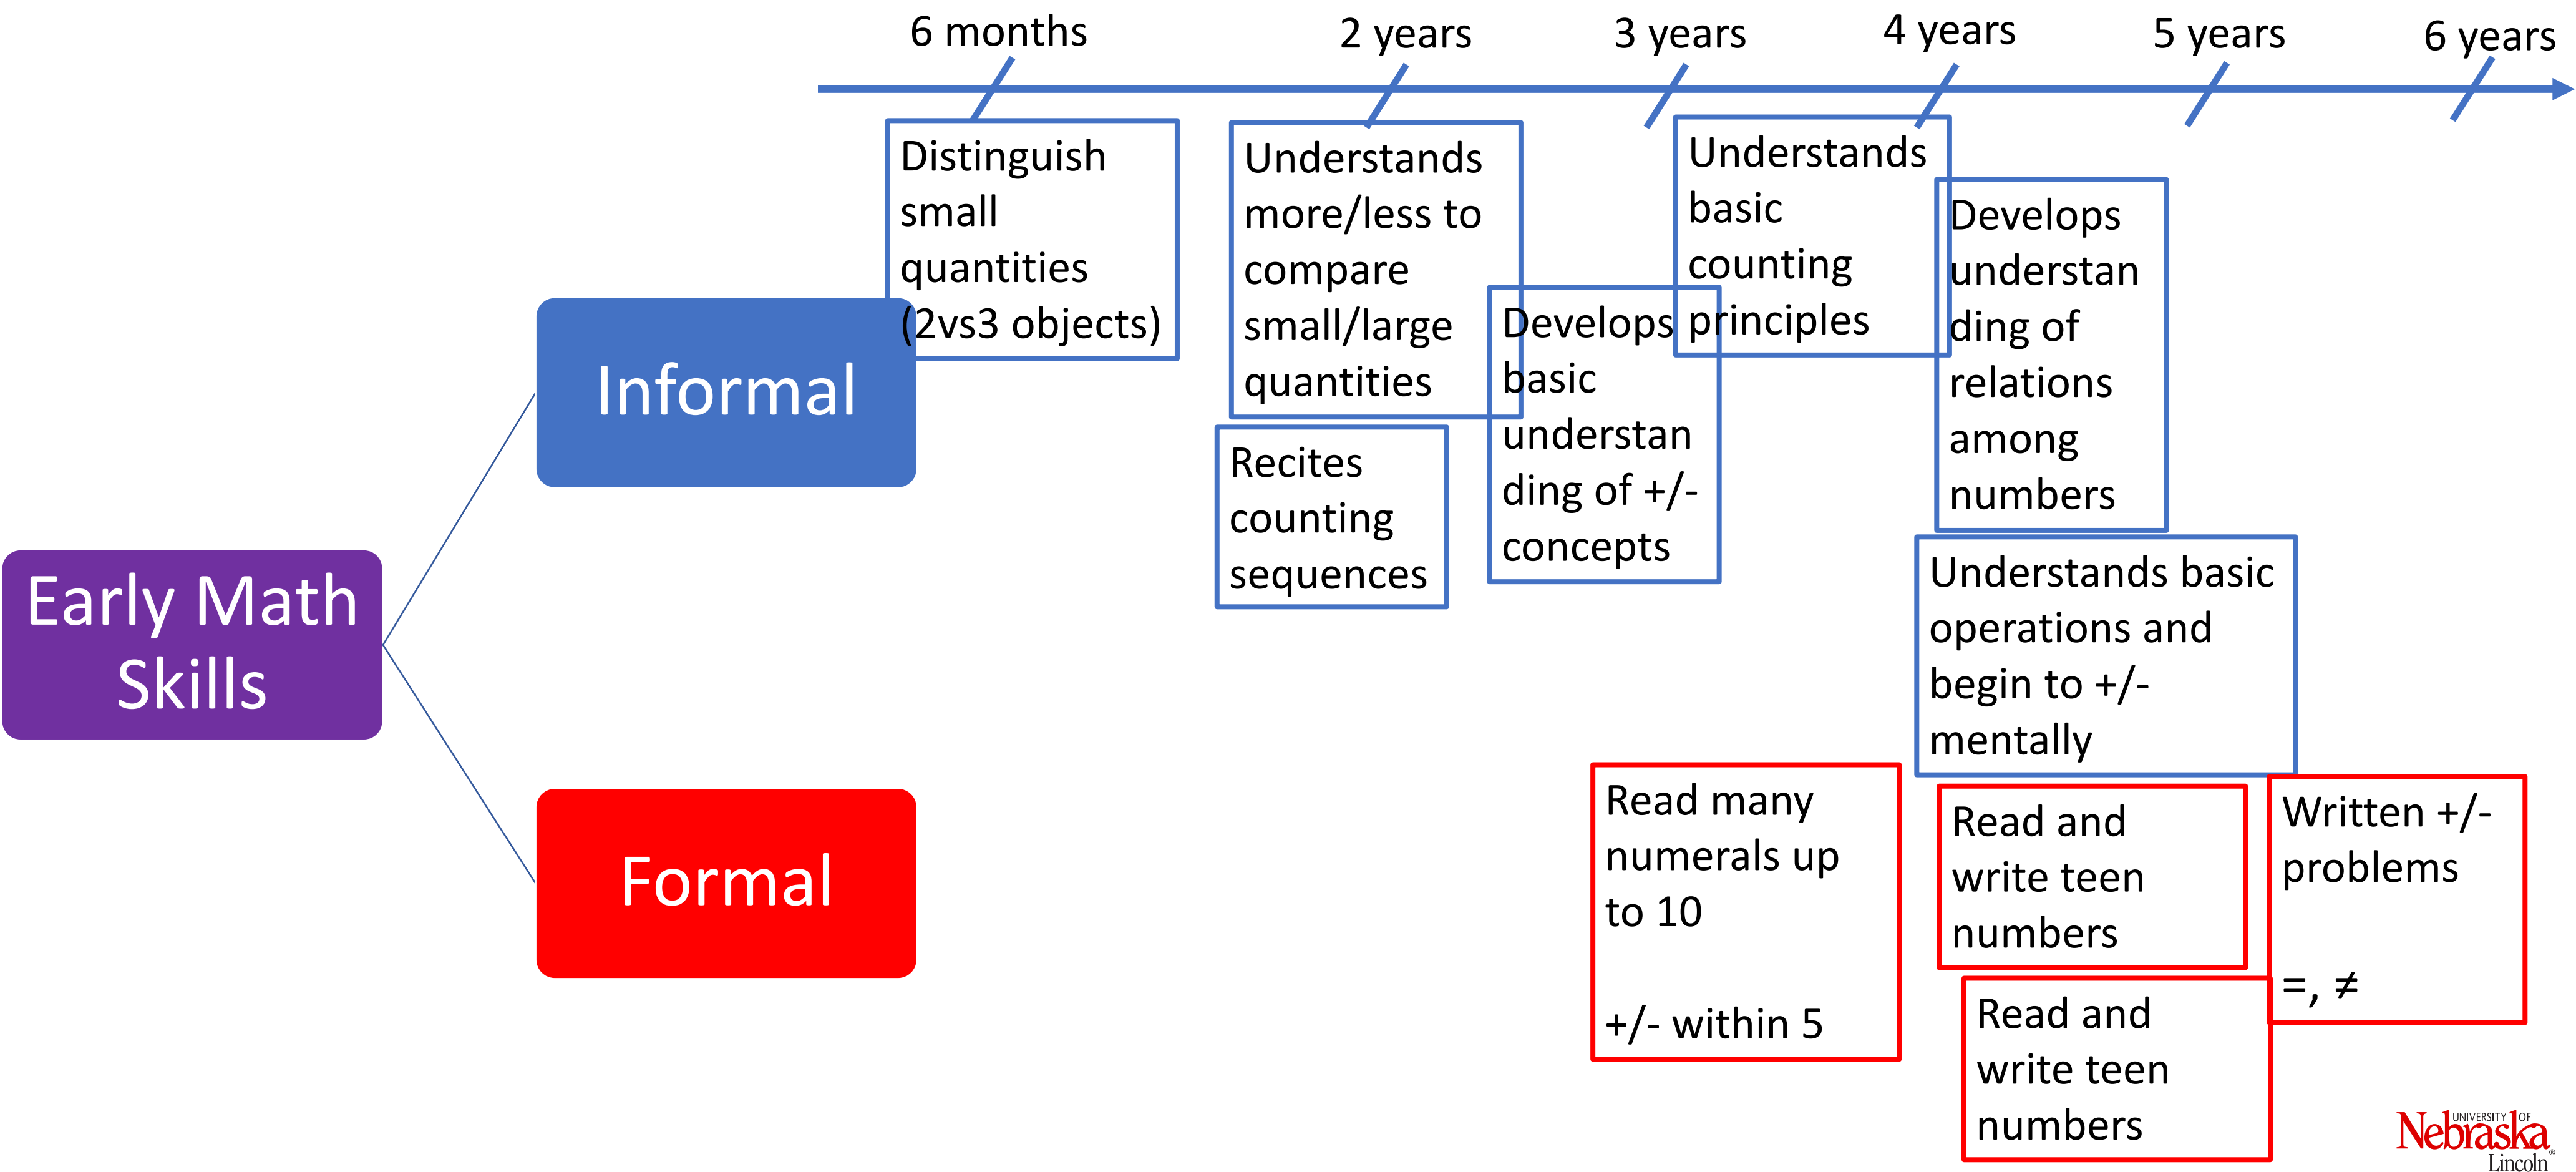 6 months
2 years
3 years
4 years
5 years
6 years
Distinguish
small
quantities
(2vs3 objects)
Understands
more/less to
compare
small/large
quantities
Recites
counting
sequences
Develops
basic
understan
ding of +/-
concepts
Understands
basic
counting
principles
Develops
understan
ding of
relations
among
numbers
Understands basic
operations and
begin to +/-
mentally
Informal
Early Math
Skills
Formal
Read many
numerals up
to 10
+/- within 5
Read and
write teen
numbers
Read and
write teen
numbers
Written +/-
problems
=, ≠
UNIVERSITY OF
Nebraska
Lincoln®